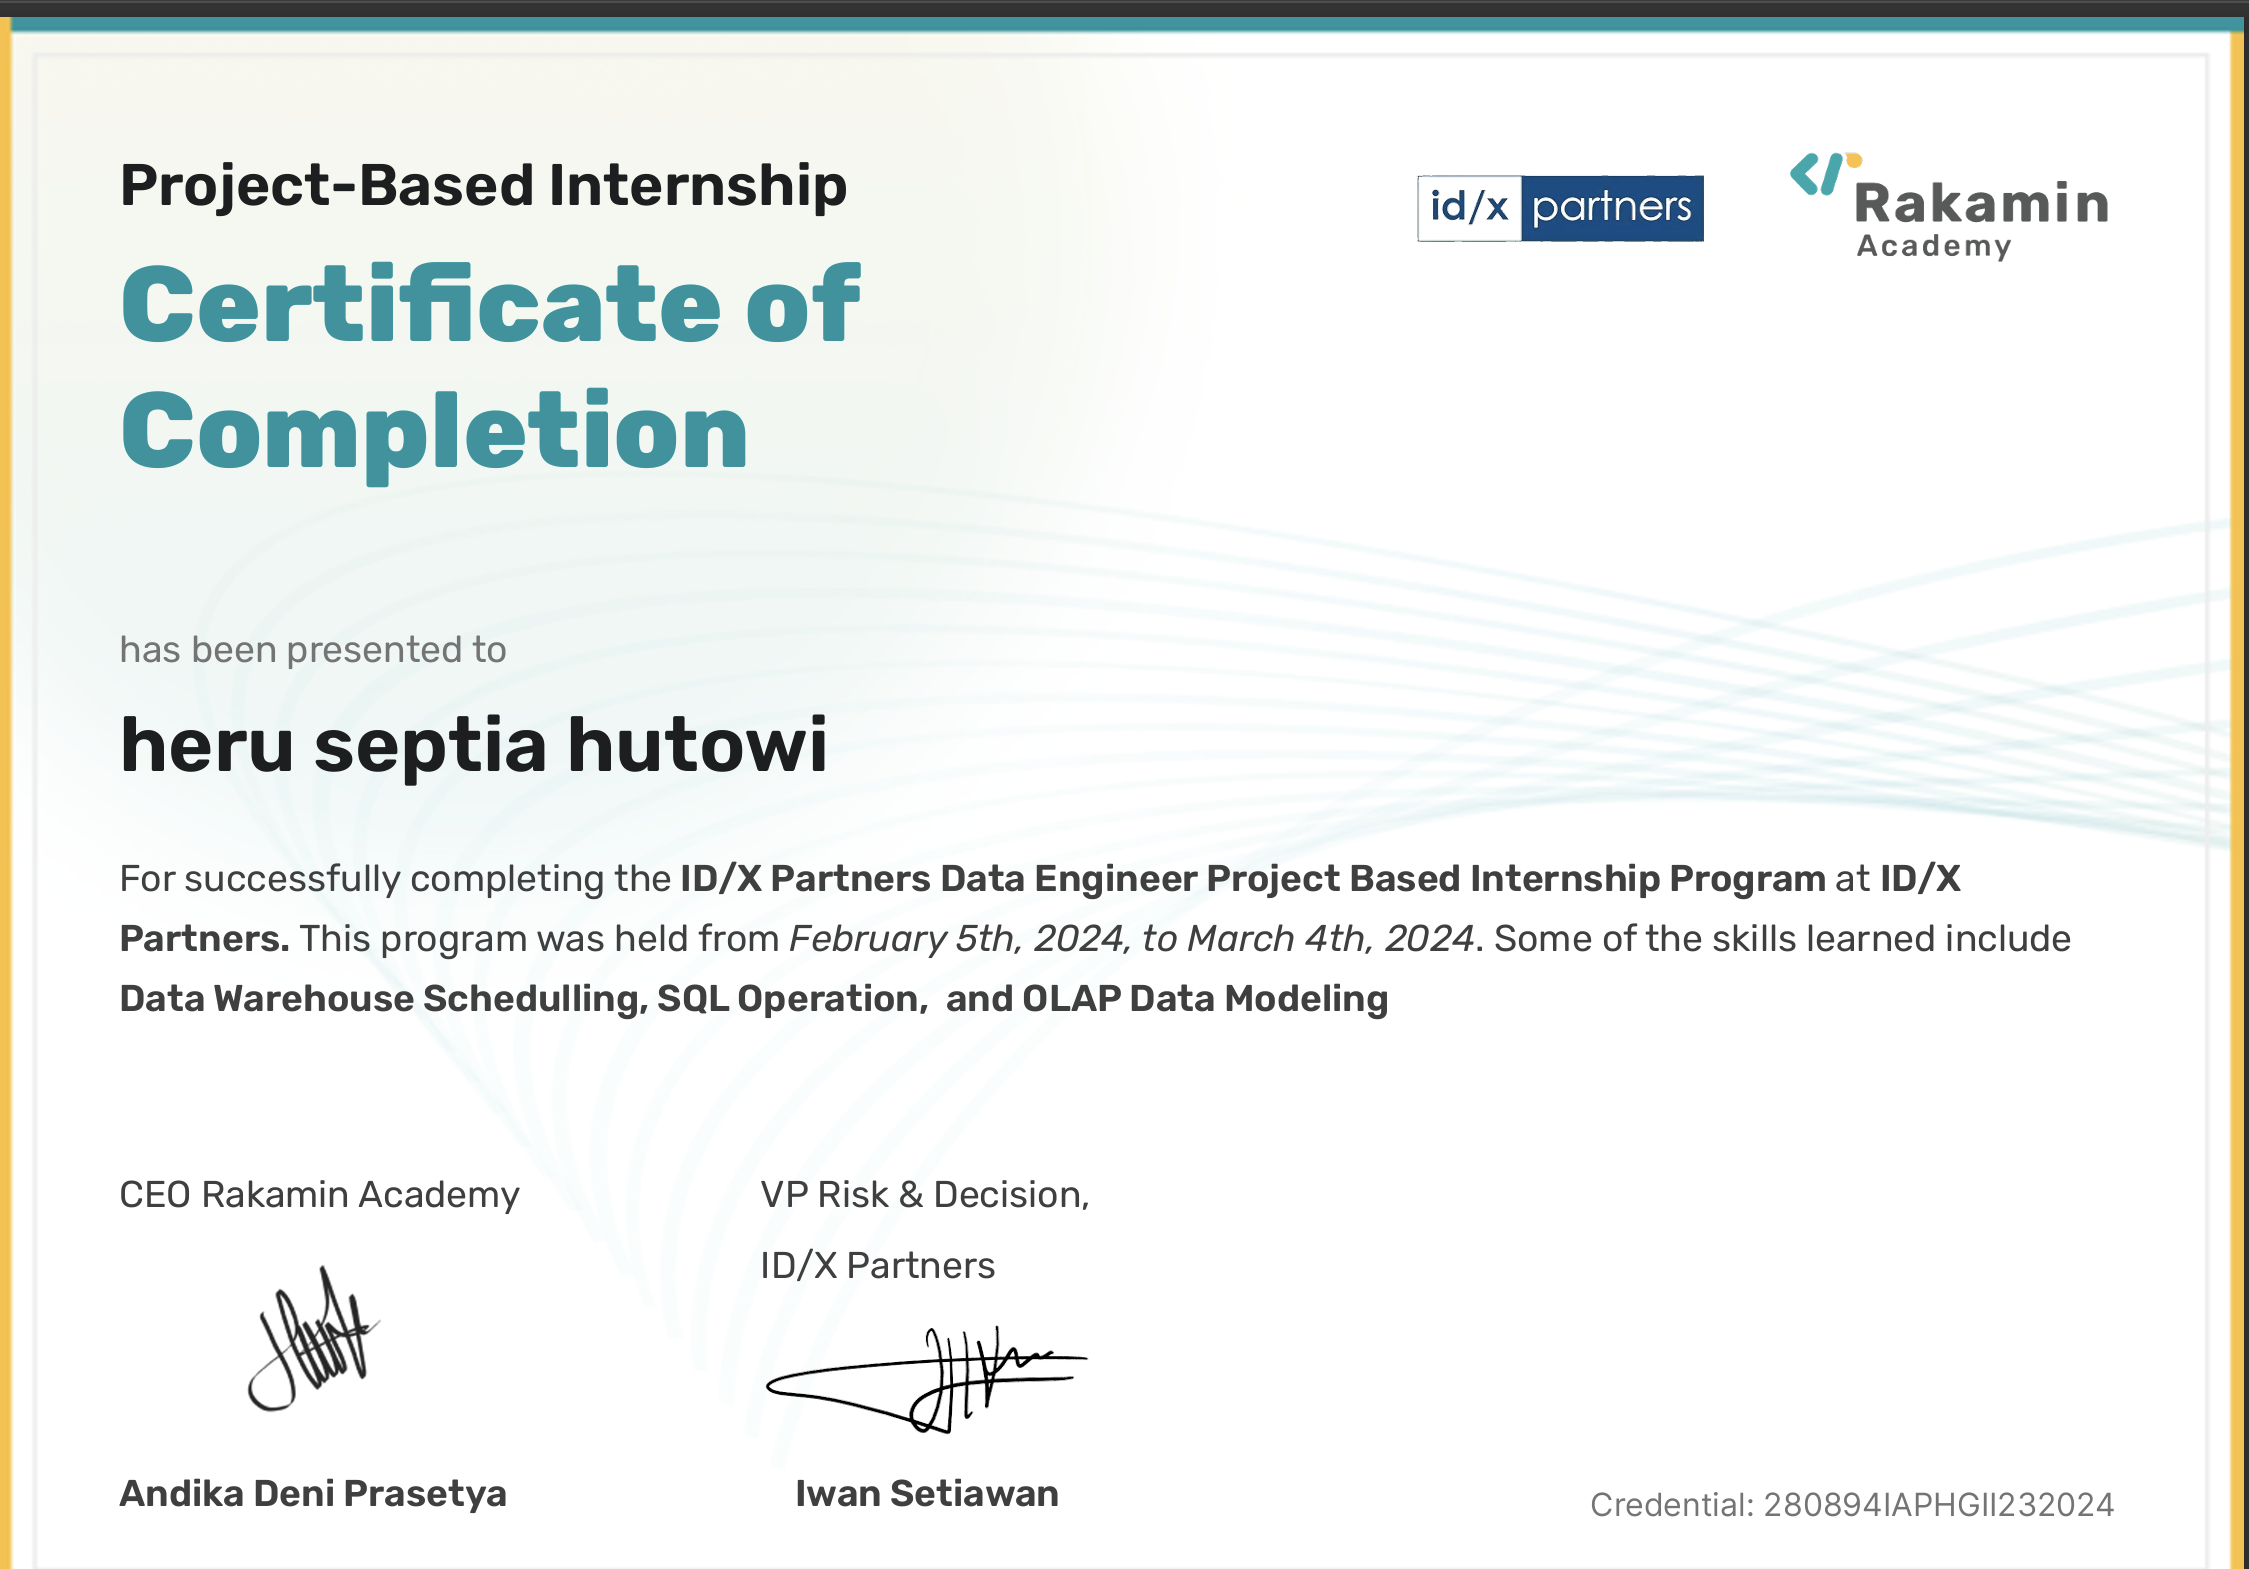 Project-Based Internship
id/x partners
Rakamin
Academy
Certificate of
Completion
has been presented to
heru septia hutowi
For successfully completing the ID/X Partners Data Engineer Project Based Internship Program at ID/X
Partners. This program was held from February 5th, 2024, to March 4th, 2024. Some of the skills learned include
Data Warehouse Schedulling, SQL Operation, and OLAP Data Modeling
CEO Rakamin Academy
VP Risk & Decision,
ID/X Partners
Andika Deni Prasetya
Iwan Setiawan
Credential: 280894IAPHGII232024